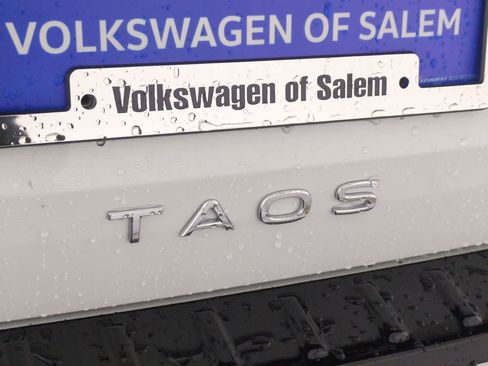 VOLKSWAGEN OF SALEM
Volkswagen of Salem
TAOS